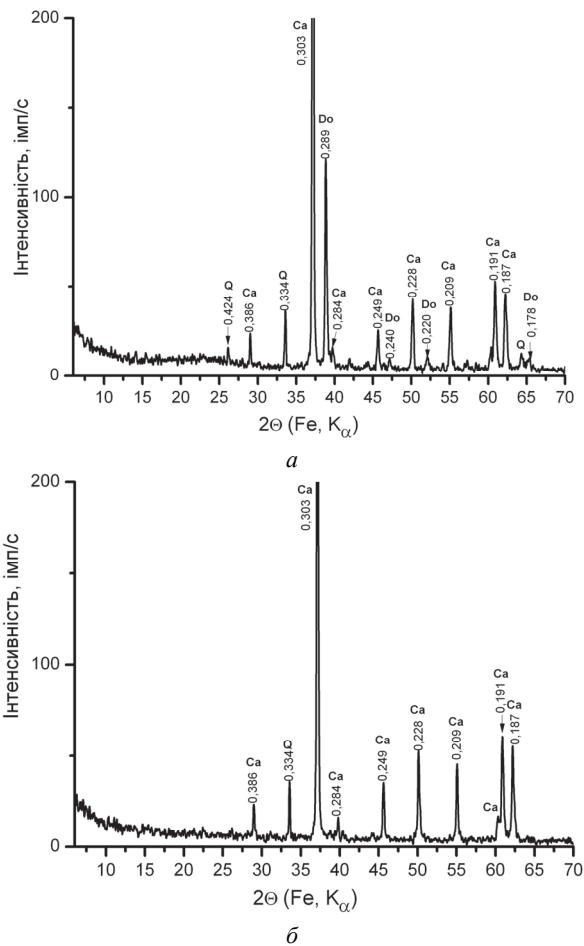 200
Ca
0,303
Do
0,289
Інтенсивність, імп/с
100
Q
0,424
Ca
0,386
Q
0,334
Ca
0,284
Ca
0,249
Do
0,240
Ca
0,228
Do
0,220
Ca
0,209
Ca
0,191
Ca
0,187
Q
Do
0,178
0
10 15 20 25 30 35 40 45 50 55 60 65 70
2Θ (Fe, Kα)
а
200
Ca
0,303
Інтенсивність, імп/с
100
Ca
0,386
Q
0,334
Ca
0,284
Ca
0,249
Ca
0,228
Ca
0,209
Ca
Ca
0,191
Ca
0,187
0
10 15 20 25 30 35 40 45 50 55 60 65 70
2Θ (Fe, Kα)
б